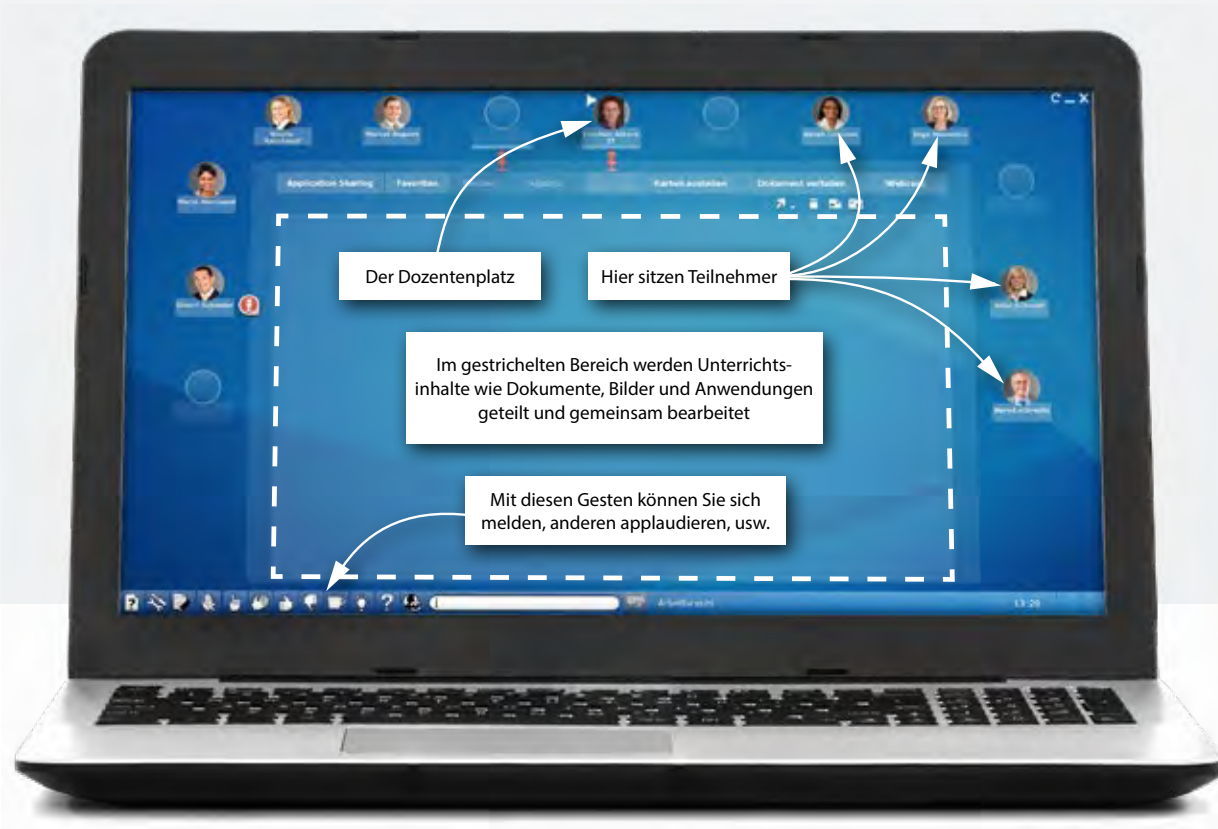 Application Sharing Favoriten Karten austeilen Dokument verteilen Webcam
Der Dozentenplatz
Hier sitzen Teilnehmer
Im gestrichelten Bereich werden Unterrichts-
inhalte wie Dokumente, Bilder und Anwendungen
geteilt und gemeinsam bearbeitet
Mit diesen Gesten können Sie sich
melden, anderen applaudieren, usw.
13:20